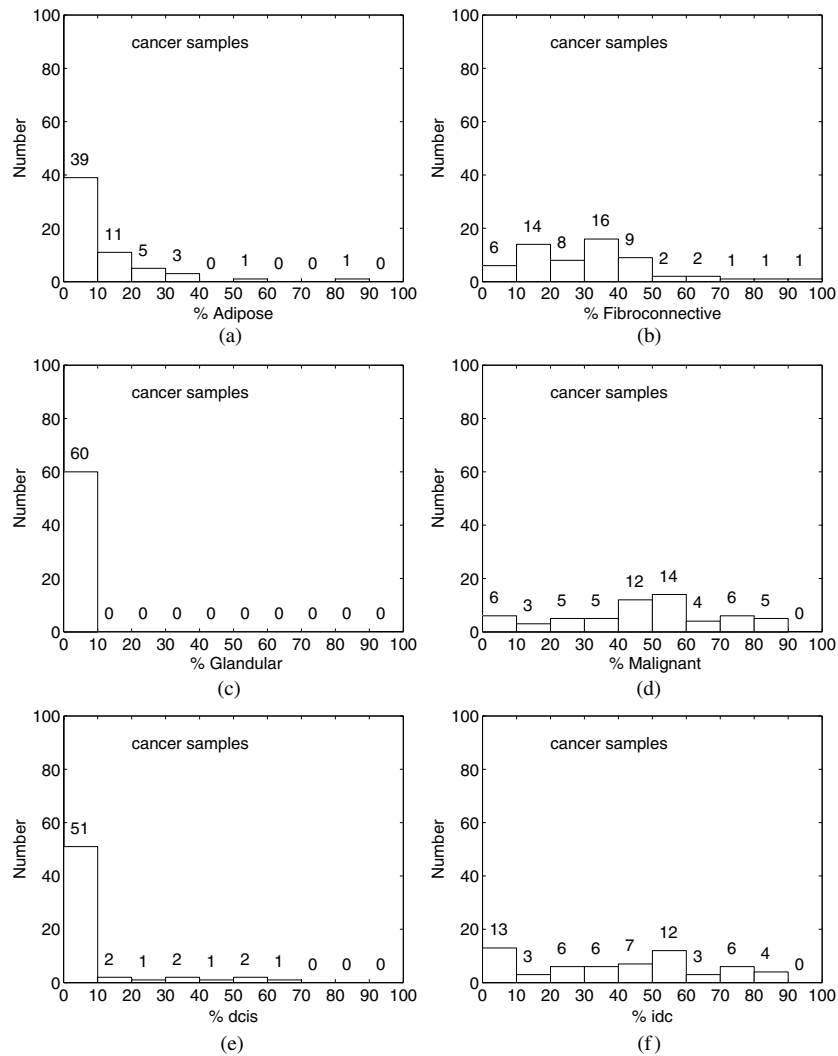 100
80
60
40
20
0
Number
cancer samples
39
11
5
3
0
1
0
0
1
0
0 10 20 30 40 50 60 70 80 90 100
% Adipose
(a)
100
80
60
40
20
0
Number
cancer samples
6
14
8
16
9
2
2
1
1
1
0 10 20 30 40 50 60 70 80 90 100
% Fibroconnective
(b)
100
80
60
40
20
0
Number
cancer samples
60
0 0 0 0 0 0 0 0 0
0 10 20 30 40 50 60 70 80 90 100
% Glandular
(c)
100
80
60
40
20
0
Number
cancer samples
6
3
5
5
12
14
4
6
5
0
0 10 20 30 40 50 60 70 80 90 100
% Malignant
(d)
100
80
60
40
20
0
Number
cancer samples
51
2
1
2
1
2
1
0
0
0
0 10 20 30 40 50 60 70 80 90 100
% dcis
(e)
100
80
60
40
20
0
Number
cancer samples
13
3
6
6
7
12
3
6
4
0
0 10 20 30 40 50 60 70 80 90 100
% idc
(f)